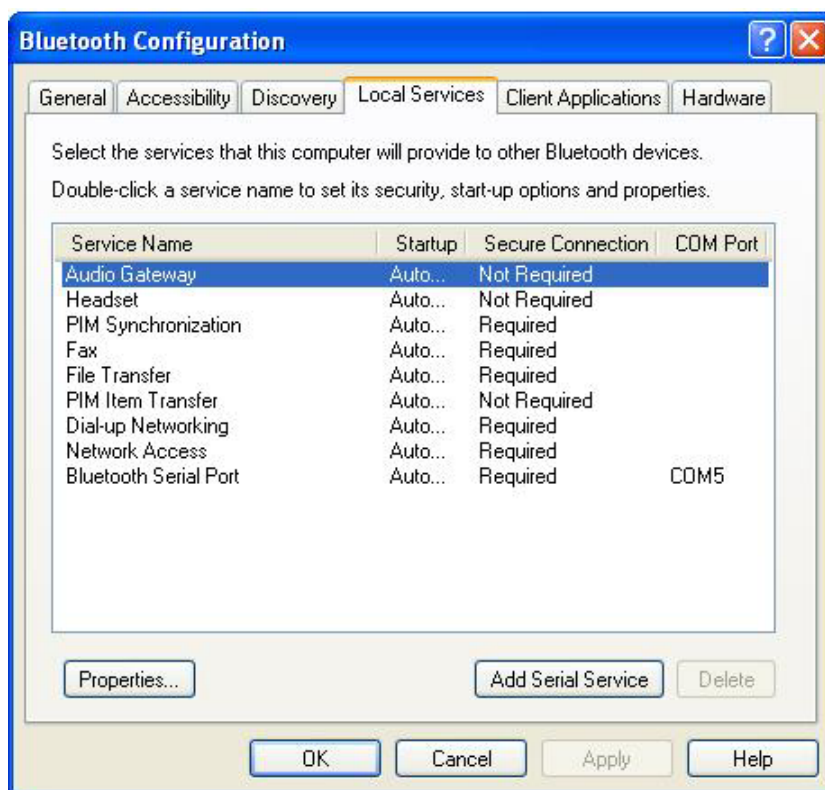 Bluetooth Configuration
General Accessibility Discovery Local Services Client Applications Hardware
Select the services that this computer will provide to other Bluetooth devices.
Double-click a service name to set its security, start-up options and properties.
Service Name Startup Secure Connection COM Port
Audio Gateway Auto... Not Required
Headset Auto... Not Required
PIM Synchronization Auto... Required
Fax Auto... Required
File Transfer Auto... Required
PIM Item Transfer Auto... Not Required
Dial-up Networking Auto... Required
Network Access Auto... Required
Bluetooth Serial Port Auto... Required COM5
Properties... Add Serial Service Delete
OK Cancel Apply Help